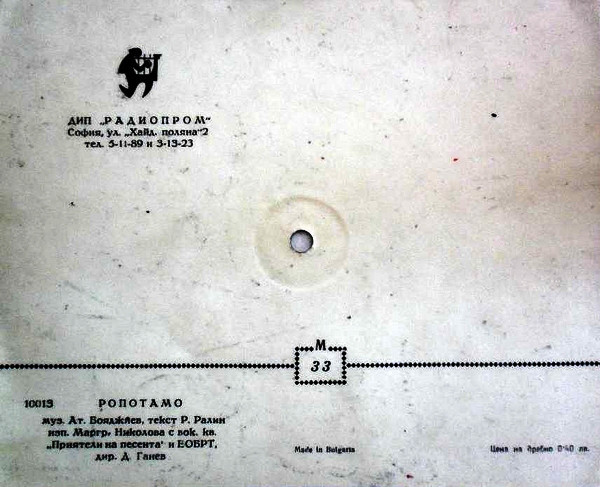 ДИП „РАДИОПРОМ"
София, ул. „Хайд. поляна" 2
тел. 5-11-89 и 3-13-23
М
33
10013 РОПОТАМО
муз. Ат. Бояджиев, текст Р. Ралин
изп. Маргр. Николова с вок. кв.
„Приятели на песента" и ЕОБРТ,
дир. Д. Ганев
Made in Bulgaria
Цена на дребно 0·40 лв.